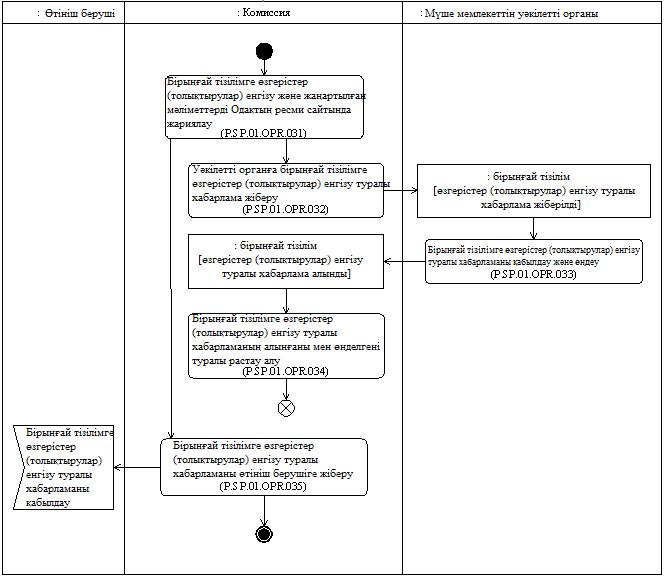 : Өтініш беруші
: Комиссия
: Мүше мемлекеттің уәкілетті органы
Бірыңғай тізілімге өзгерістер
(толықтырулар) енгізу және жаңартылған
мәліметтерді Одақтың ресми сайтында
жариялау
(P.SP.01.OPR.031)
Уәкілетті органға бірыңғай тізілімге
өзгерістер (толықтырулар) енгізу туралы
хабарлама жіберу
(P.SP.01.OPR.032)
: бірыңғай тізілім
[өзгерістер (толықтырулар) енгізу туралы
хабарлама жіберілді]
Бірыңғай тізілімге өзгерістер (толықтырулар) енгізу
туралы хабарламаны қабылдау және өңдеу
(P.SP.01.OPR.033)
: бірыңғай тізілім
[өзгерістер (толықтырулар) енгізу
туралы хабарлама алынды]
Бірыңғай тізілімге өзгерістер
(толықтырулар) енгізу туралы
хабарламаның алынғаны мен өңделгені
туралы растау алу
(P.SP.01.OPR.034)
Бірыңғай тізілімге өзгерістер
(толықтырулар) енгізу туралы
хабарламаны өтініш берушіге жіберу
(P.SP.01.OPR.035)
Бірыңғай тізілімге
өзгерістер
(толықтырулар)
енгізу туралы
хабарламаны
қабылдау